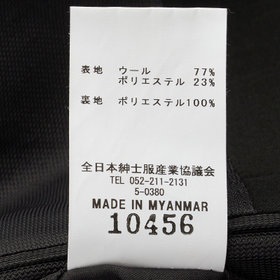 表地 ウール 77%
ポリエステル 23%
裏地 ポリエステル100%
全日本紳士服産業協議会
TEL 052-211-2131
5-0380
MADE IN MYANMAR
10456